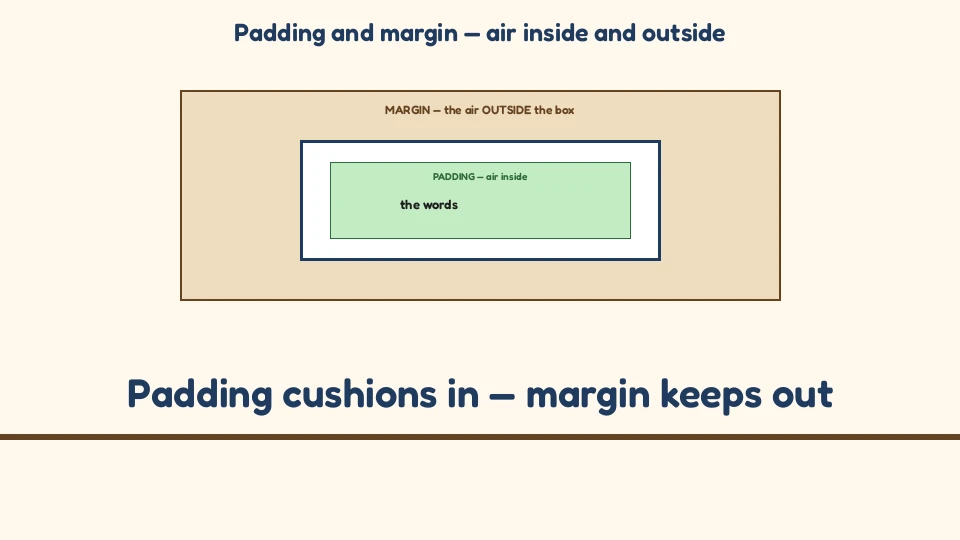 Padding and margin — air inside and outside
MARGIN — the air OUTSIDE the box
PADDING — air inside
the words
Padding cushions in — margin keeps out